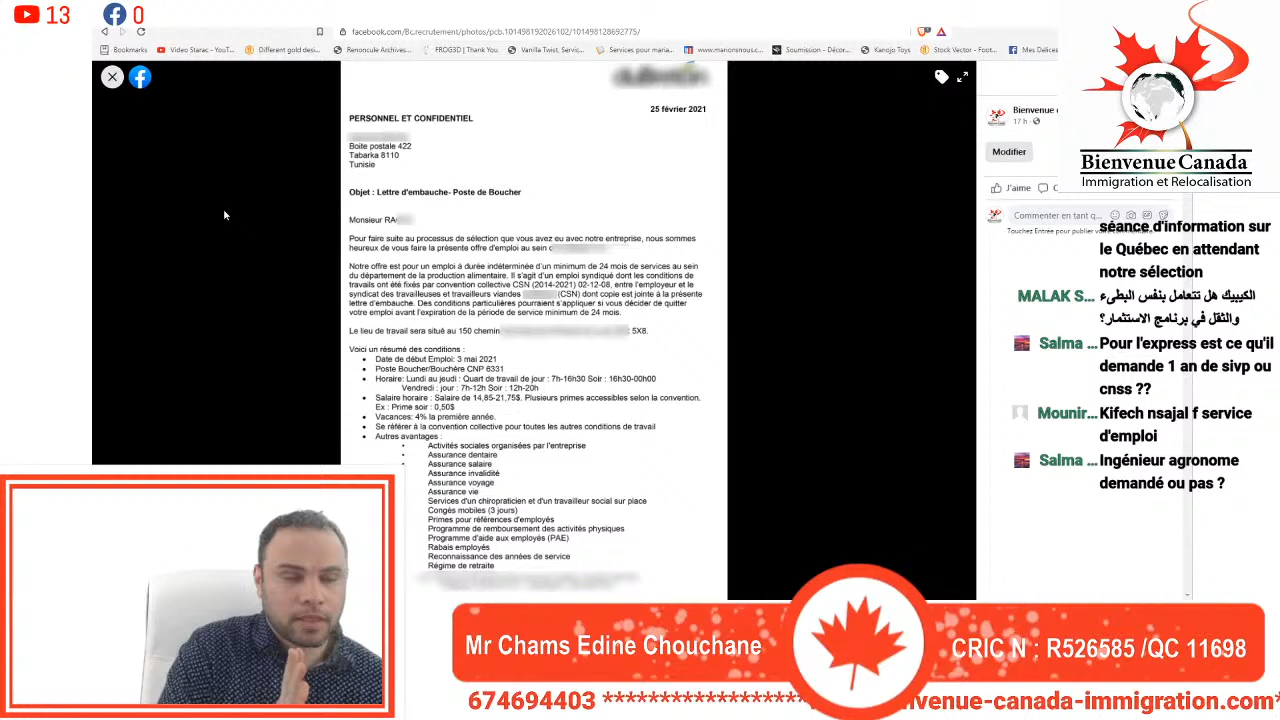 13
0
facebook.com/Bc.recrutement/photos/pcb.101498192026102/101498128692775/
Bookmarks
Video Starac - YouT...
Different gold desi...
Renoncule Archives...
FROG3D | Thank You
Vanilla Twist, Servic...
Services pour maria...
www.marionsnous.c...
Soumission - Décor...
Kanojo Toys
Stock Vector - Foot...
Mes Delices
25 février 2021
PERSONNEL ET CONFIDENTIEL
Boite postale 422
Tabarka 8110
Tunisie
Objet : Lettre d'embauche- Poste de Boucher
Monsieur RA
Pour faire suite au processus de sélection que vous avez eu avec notre entreprise, nous sommes
heureux de vous faire la présente offre d'emploi au sein
Notre offre est pour un emploi à durée indéterminée d'un minimum de 24 mois de services au sein
du département de la production alimentaire. Il s'agit d'un emploi syndiqué dont les conditions de
travails ont été fixés par convention collective CSN (2014-2021) 02-12-08, entre l'employeur et le
syndicat des travailleuses et travailleurs viandes (CSN) dont copie est jointe à la présente
lettre d'embauche. Des conditions particulières pourraient s'appliquer si vous décider de quitter
votre emploi avant l'expiration de la période de service minimum de 24 mois.
Le lieu de travail sera situé au 150 chemin 5X8.
Voici un résumé des conditions :
• Date de début Emploi: 3 mai 2021
• Poste Boucher/Bouchère CNP 6331
• Horaire: Lundi au jeudi : Quart de travail de jour : 7h-16h30 Soir : 16h30-00h00
Vendredi : jour : 7h-12h Soir : 12h-20h
• Salaire horaire : Salaire de 14,85-21,75$. Plusieurs primes accessibles selon la convention.
Ex : Prime soir : 0,50$
• Vacances: 4% la première année.
• Se référer à la convention collective pour toutes les autres conditions de travail
• Autres avantages :
Activités sociales organisées par l'entreprise
Assurance dentaire
Assurance salaire
Assurance invalidité
Assurance voyage
Assurance vie
Services d'un chiropraticien et d'un travailleur social sur place
Congés mobiles (3 jours)
Primes pour références d'employés
Programme de remboursement des activités physiques
Programme d'aide aux employés (PAE)
Rabais employés
Reconnaissance des années de service
Régime de retraite
Bienvenue
17 h
Modifier
J'aime
Commenter en tant q...
Touchez Entrée pour publier votre commentaire.
Bienvenue Canada
Immigration et Relocalisation
séance d'information sur
le Québec en attendant
notre sélection
MALAK S... الكيبيك هل تتعامل بنفس البطىء
والثقل في برنامج الاستثمار؟
Salma ... Pour l'express est ce qu'il
demande 1 an de sivp ou
cnss ??
Mounir... Kifech nsajal f service
d'emploi
Salma ... Ingénieur agronome
demandé ou pas ?
Mr Chams Edine Chouchane
CRIC N : R526585 /QC 11698
674694403 ******************** envenue-canada-immigration.com*